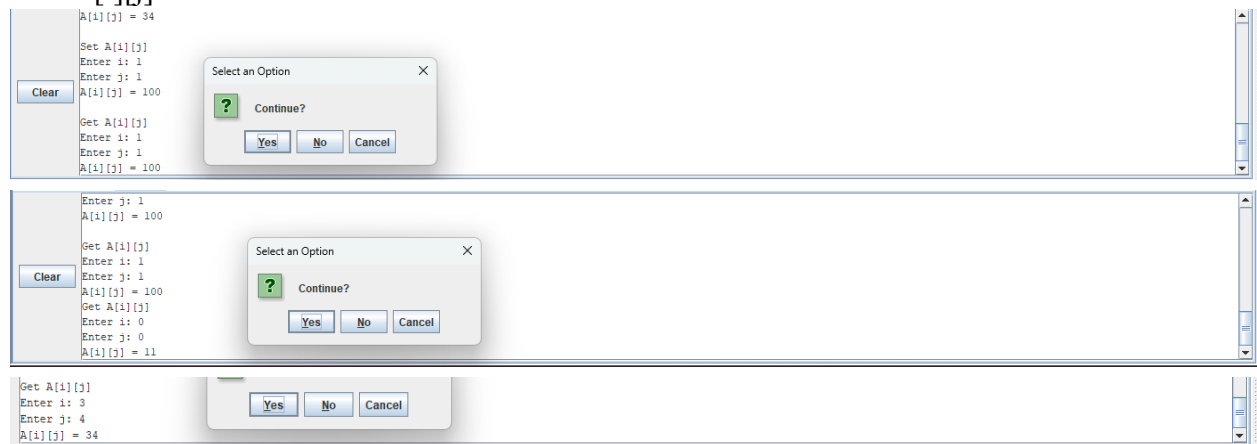 A[i][j] = 34
Set A[i][j]
Enter i: 1
Enter j: 1
A[i][j] = 100
Get A[i][j]
Enter i: 1
Enter j: 1
A[i][j] = 100
Clear
Select an Option
Continue?
Yes No Cancel
Enter j: 1
A[i][j] = 100
Get A[i][j]
Enter i: 1
Enter j: 1
A[i][j] = 100
Get A[i][j]
Enter i: 0
Enter j: 0
A[i][j] = 11
Clear
Select an Option
Continue?
Yes No Cancel
Get A[i][j]
Enter i: 3
Enter j: 4
A[i][j] = 34
Yes No Cancel